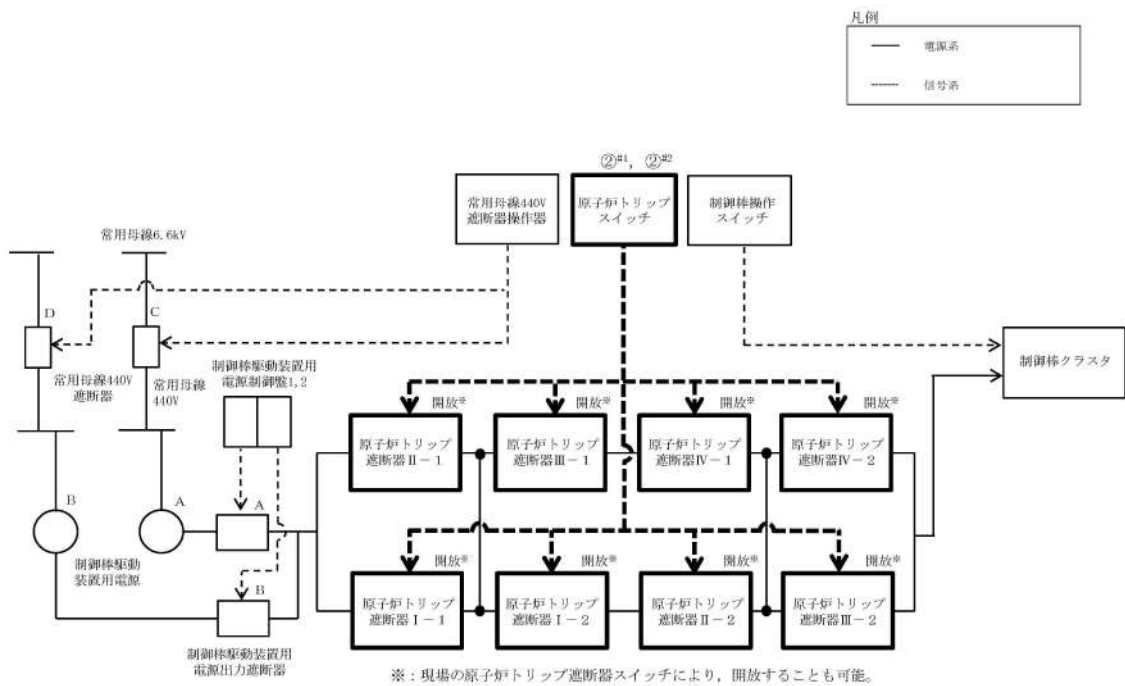 凡例
電源系
信号系
②#1, ②#2
常用母線440V
遮断器操作器
原子炉トリップ
スイッチ
制御棒操作
スイッチ
常用母線6.6kV
D
C
常用母線440V
遮断器
常用母線
440V
制御棒駆動装置用
電源制御盤1,2
制御棒クラスタ
開放※
開放※
開放※
開放※
原子炉トリップ
遮断器Ⅱ-1
原子炉トリップ
遮断器Ⅲ-1
原子炉トリップ
遮断器Ⅳ-1
原子炉トリップ
遮断器Ⅳ-2
B
A
A
制御棒駆動
装置用電源
B
開放※
開放※
開放※
開放※
原子炉トリップ
遮断器Ⅰ-1
原子炉トリップ
遮断器Ⅰ-2
原子炉トリップ
遮断器Ⅱ-2
原子炉トリップ
遮断器Ⅲ-2
制御棒駆動装置用
電源出力遮断器
※:現場の原子炉トリップ遮断器スイッチにより,開放することも可能。